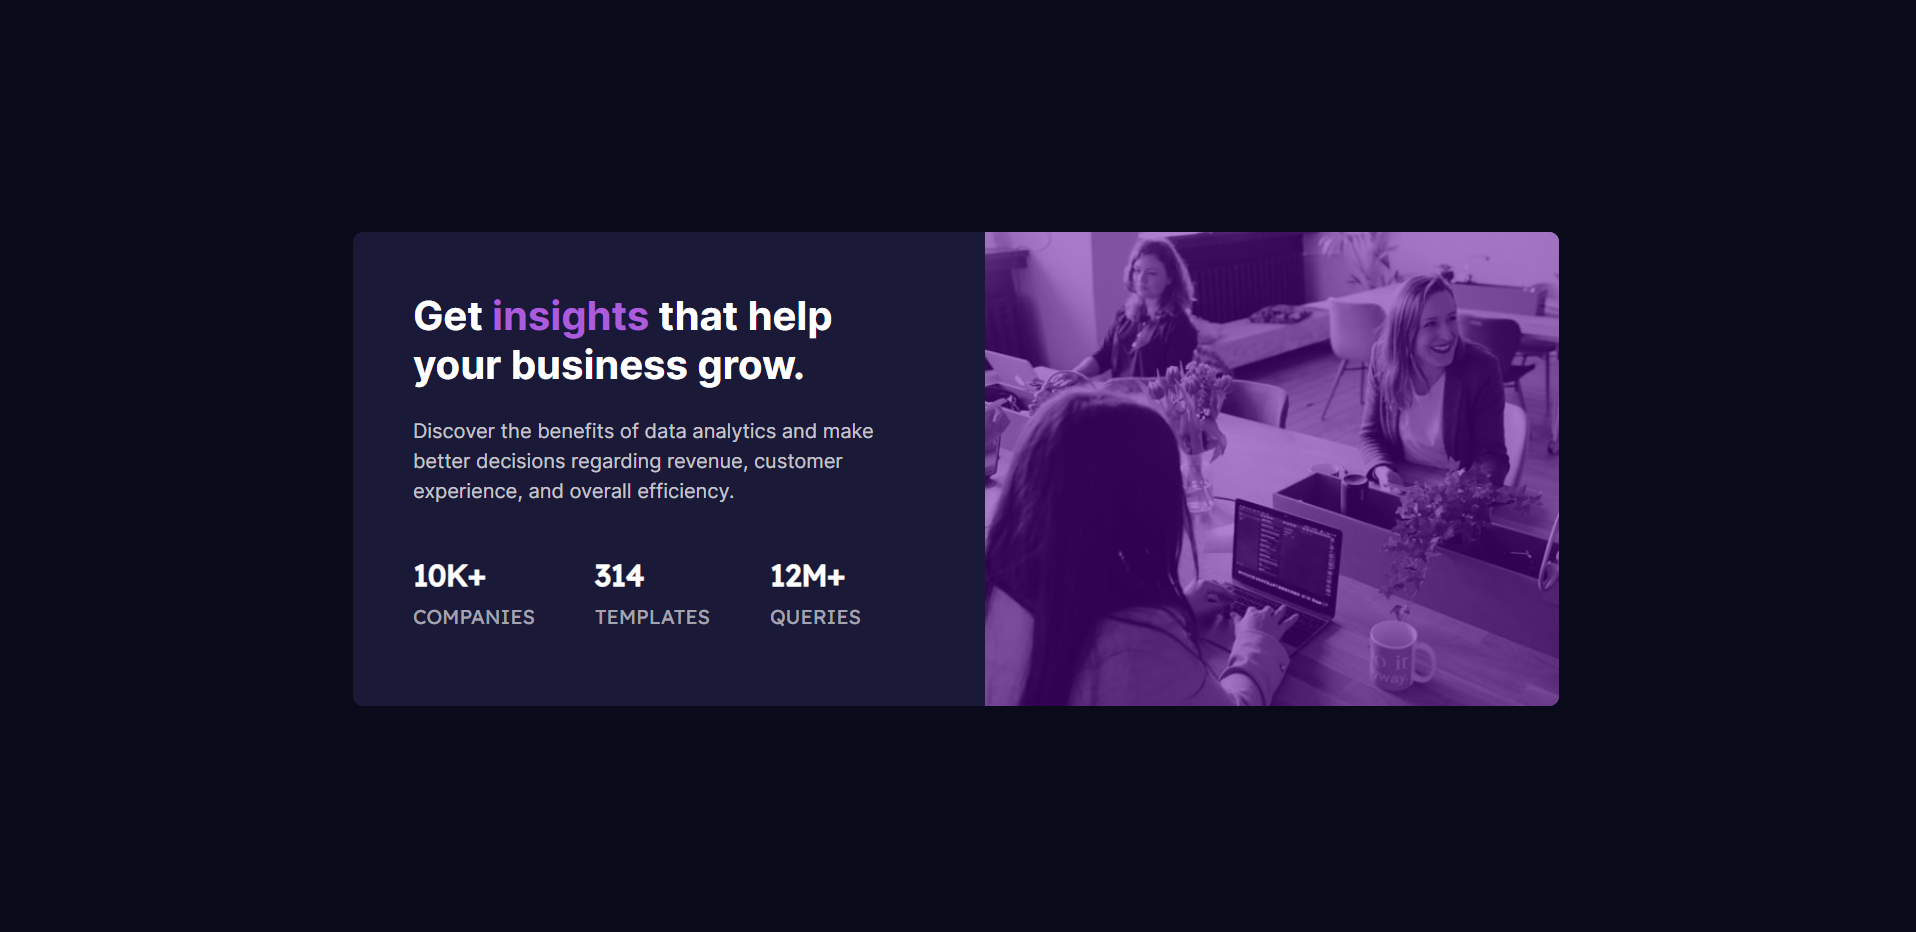 Get insights that help
your business grow.
Discover the benefits of data analytics and make
better decisions regarding revenue, customer
experience, and overall efficiency.
10K+ 314 12M+
COMPANIES TEMPLATES QUERIES